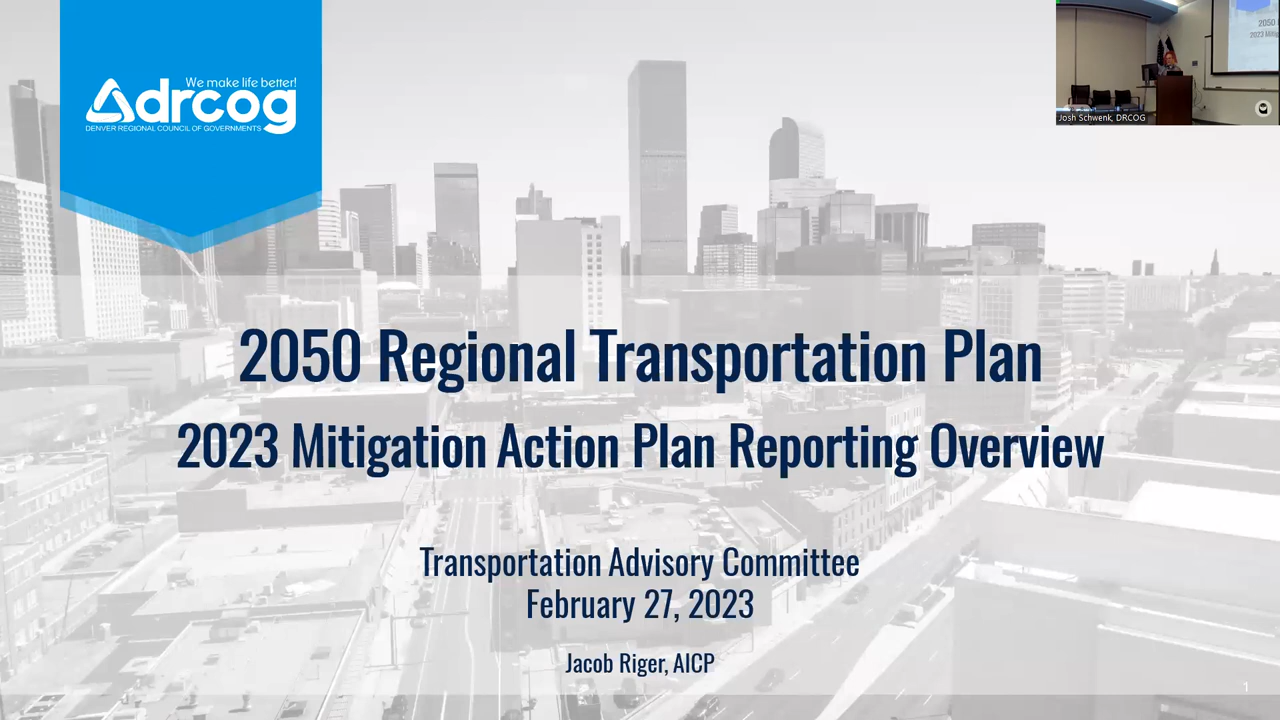 We make life better!
drcog
DENVER REGIONAL COUNCIL OF GOVERNMENTS
Josh Schwenk, DRCOG
2050 Regional Transportation Plan
2023 Mitigation Action Plan Reporting Overview
Transportation Advisory Committee
February 27, 2023
Jacob Riger, AICP
1